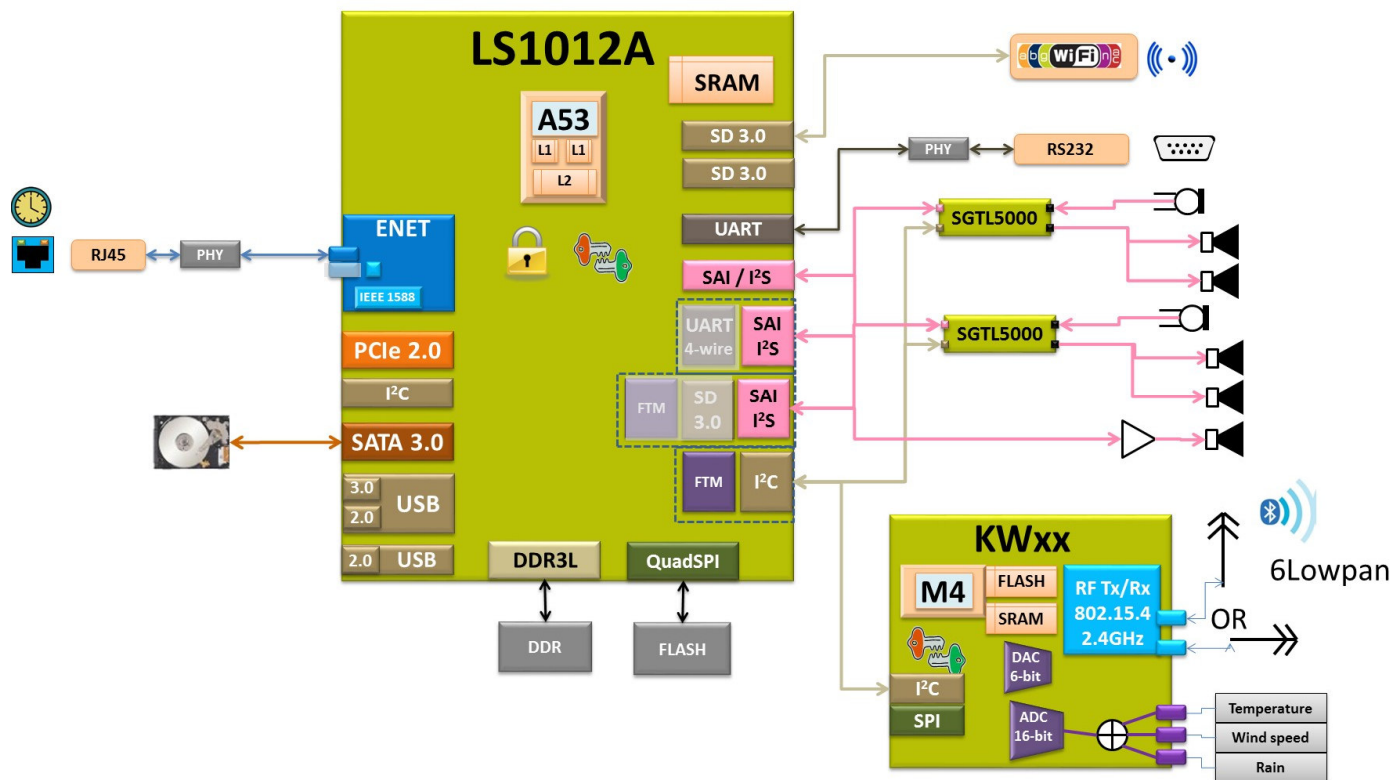 LS1012A
SRAM
A53
L1 L1
L2
SD 3.0
SD 3.0
UART
SAI / I²S
UART
4-wire
SAI
I²S
FTM
SD
3.0
SAI
I²S
FTM
I²C
ENET
IEEE 1588
PCIe 2.0
I²C
SATA 3.0
3.0
2.0
USB
2.0
USB
DDR3L
QuadSPI
DDR
FLASH
RJ45
PHY
abg WiFi n
PHY
RS232
SGTL5000
SGTL5000
KWxx
M4
FLASH
SRAM
RF Tx/Rx
802.15.4
2.4GHz
DAC
6-bit
I²C
SPI
ADC
16-bit
6Lowpan
OR
Temperature
Wind speed
Rain